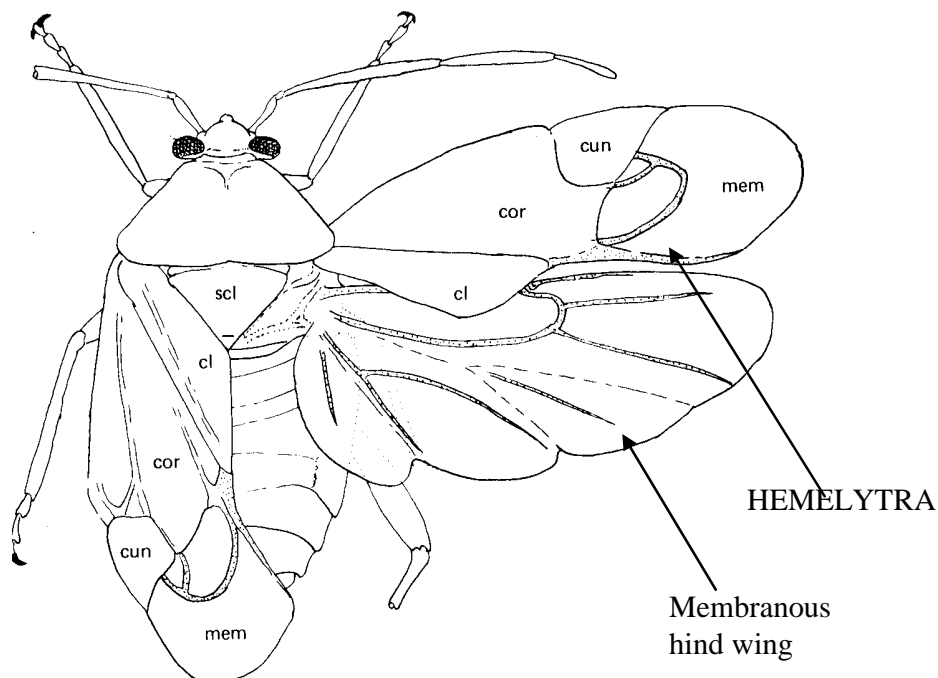 cun
mem
cor
scl
cl
cl
cor
HEMELYTRA
cun
Membranous
hind wing
mem